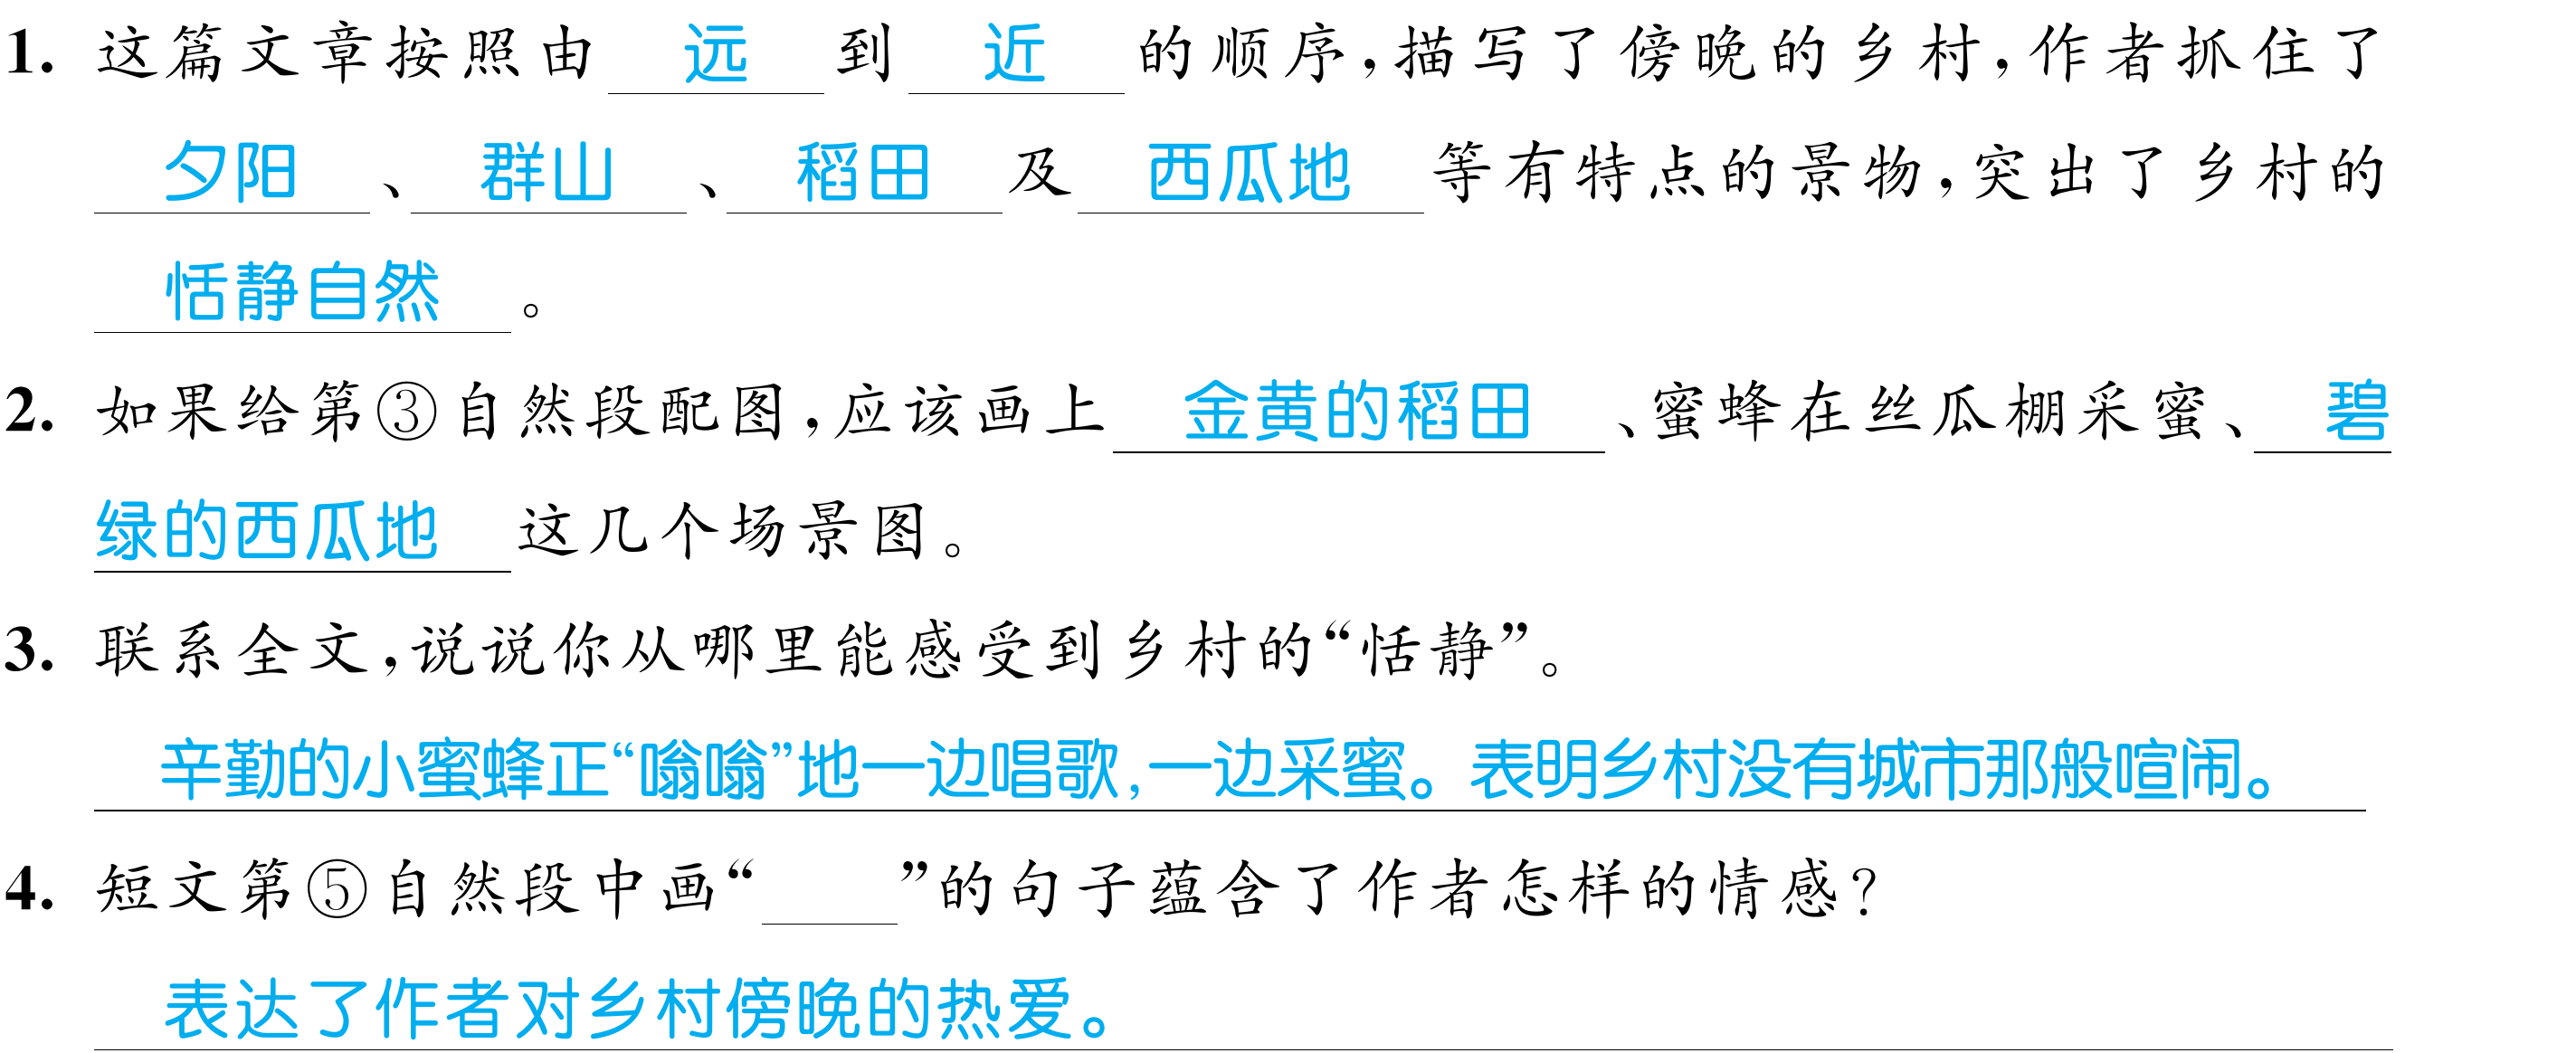 1. 这篇文章按照由 远 到 近 的顺序，描写了傍晚的乡村，作者抓住了
夕阳 、 群山 、 稻田 及 西瓜地 等有特点的景物，突出了乡村的
恬静自然 。
2. 如果给第③自然段配图，应该画上 金黄的稻田 、蜜蜂在丝瓜棚采蜜、 碧
绿的西瓜地 这几个场景图。
3. 联系全文，说说你从哪里能感受到乡村的“恬静”。
辛勤的小蜜蜂正“嗡嗡”地一边唱歌，一边采蜜。表明乡村没有城市那般喧闹。
4. 短文第⑤自然段中画“____”的句子蕴含了作者怎样的情感？
表达了作者对乡村傍晚的热爱。